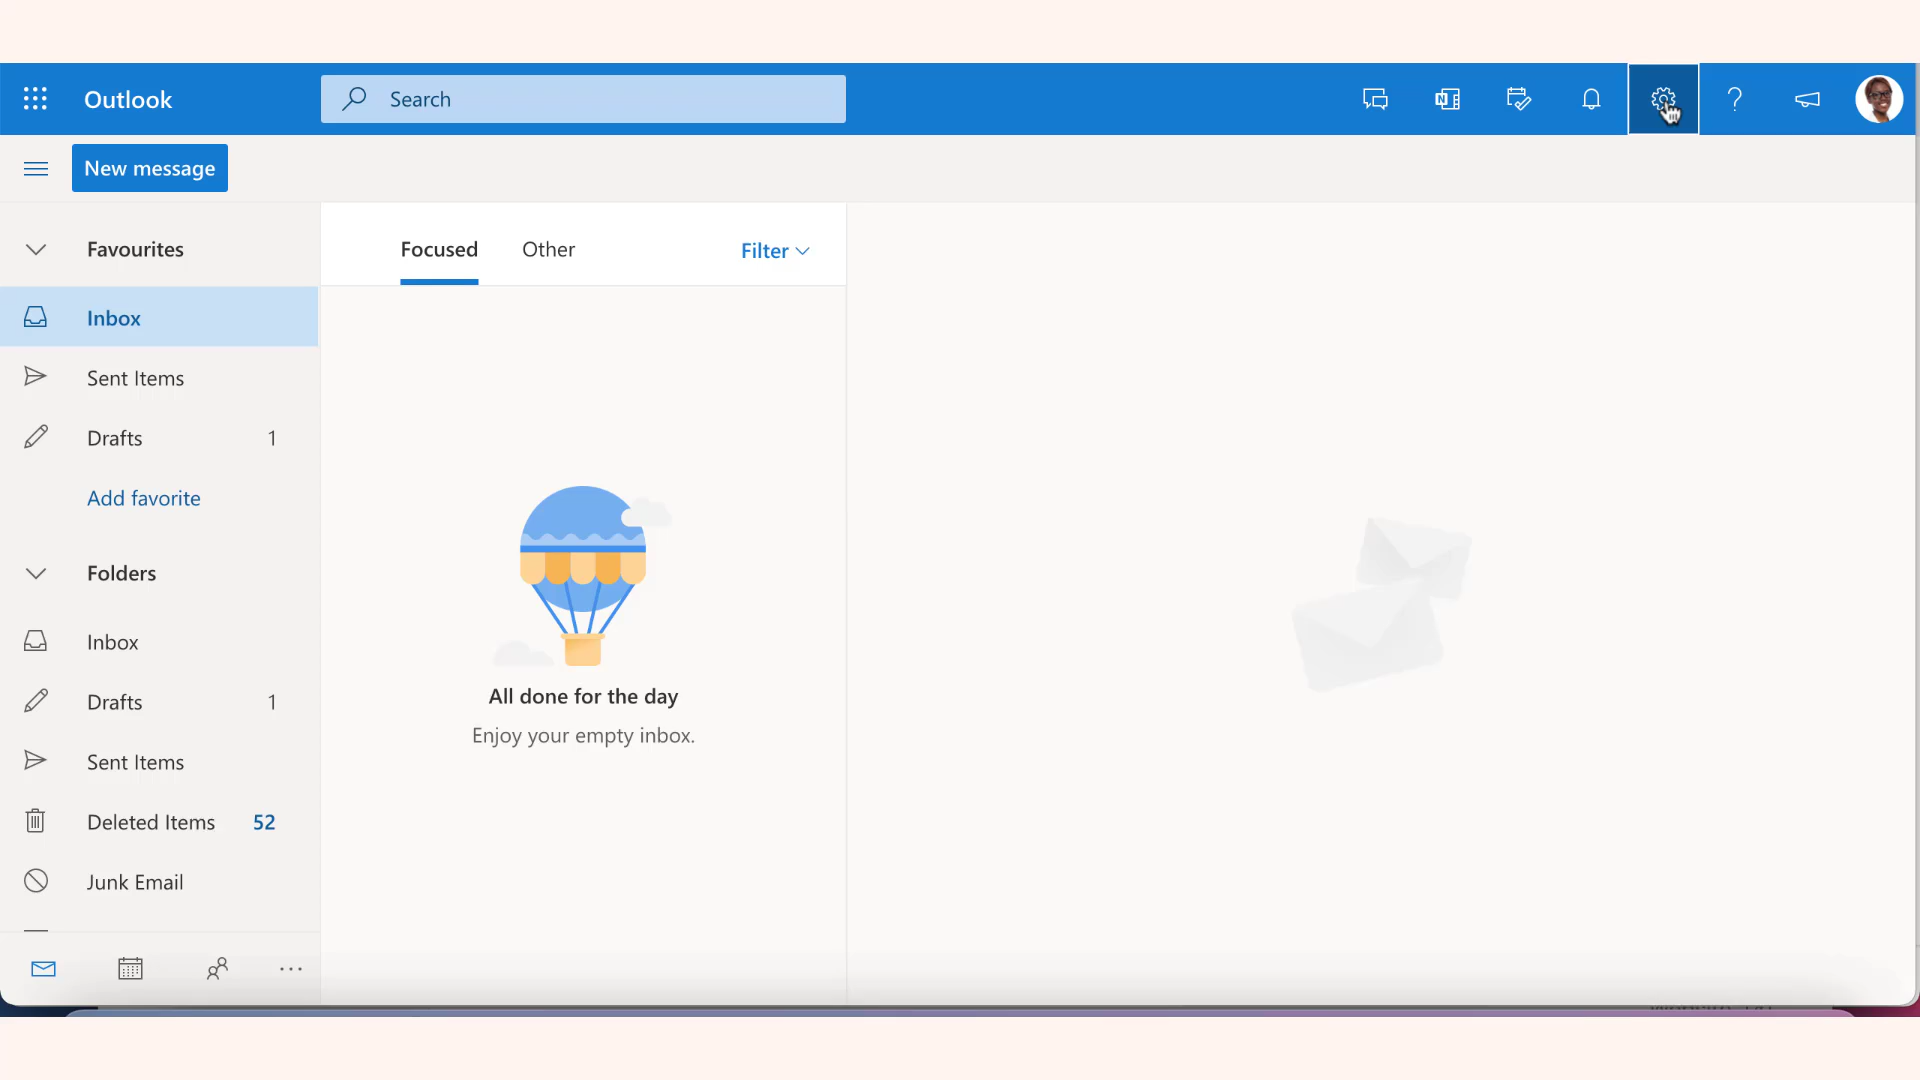 Outlook
Search
New message
Favourites
Focused
Other
Filter
Inbox
Sent Items
Drafts 1
Add favorite
Folders
Inbox
Drafts 1
Sent Items
Deleted Items 52
Junk Email
All done for the day
Enjoy your empty inbox.